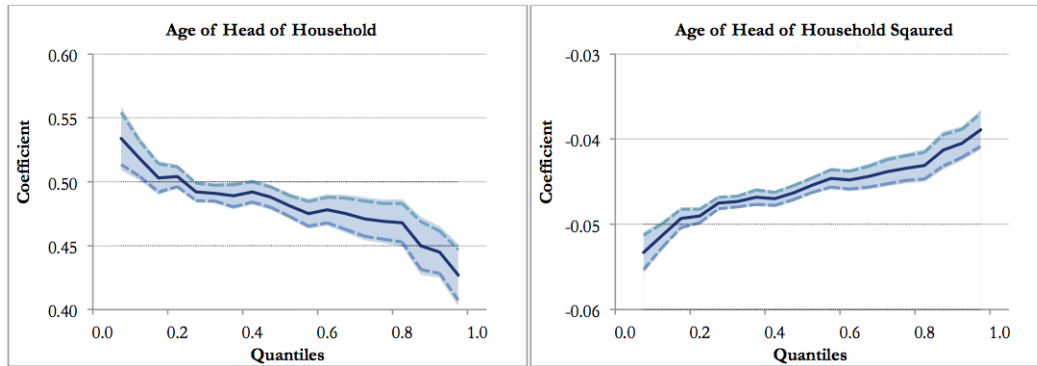 Age of Head of Household
0.60
0.55
0.50
0.45
0.40
Coefficient
0.0 0.2 0.4 0.6 0.8 1.0
Quantiles
Age of Head of Household Sqaured
-0.03
-0.04
-0.05
-0.06
Coefficient
0.0 0.2 0.4 0.6 0.8 1.0
Quantiles